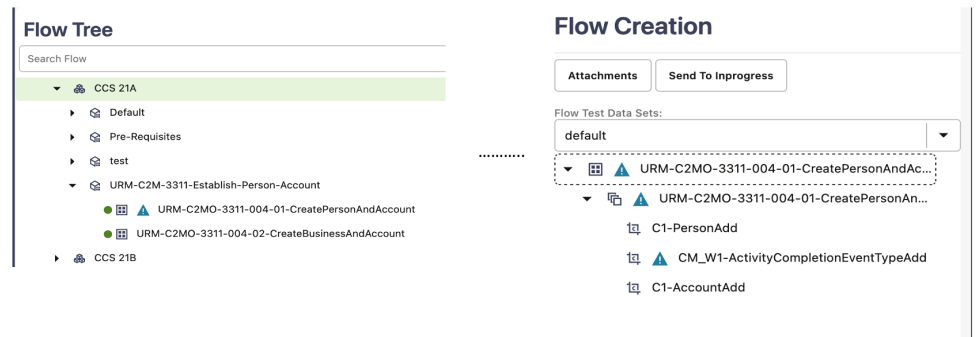 Flow Tree
Search Flow
CCS 21A
Default
Pre-Requisites
test
URM-C2M-3311-Establish-Person-Account
URM-C2MO-3311-004-01-CreatePersonAndAccount
URM-C2MO-3311-004-02-CreateBusinessAndAccount
CCS 21B
...........
Flow Creation
Attachments Send To Inprogress
Flow Test Data Sets:
default
URM-C2MO-3311-004-01-CreatePersonAndAc...
URM-C2MO-3311-004-01-CreatePersonAn...
C1-PersonAdd
CM_W1-ActivityCompletionEventTypeAdd
C1-AccountAdd